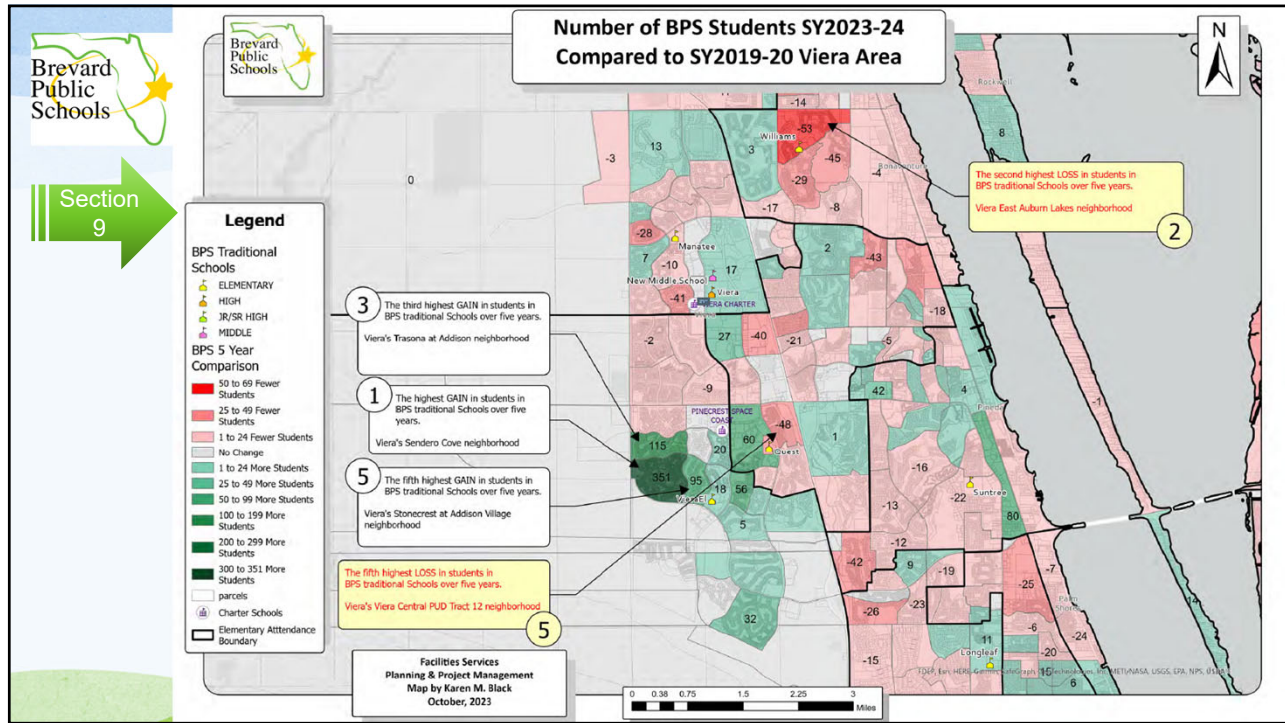 Brevard
Public
Schools
Section
9
Brevard
Public
Schools
Number of BPS Students SY2023-24
Compared to SY2019-20 Viera Area
N
Rockwell
-14
8
-53
Williams
13
3
-3
-45
0
Bonaventure
-4
-29
The second highest LOSS in students in
BPS traditional Schools over five years.
Viera East Auburn Lakes neighborhood
2
-17
-8
Legend
BPS Traditional
Schools
ELEMENTARY
HIGH
JR/SR HIGH
MIDDLE
BPS 5 Year
Comparison
50 to 69 Fewer
Students
25 to 49 Fewer
Students
1 to 24 Fewer Students
No Change
1 to 24 More Students
25 to 49 More Students
50 to 99 More Students
100 to 199 More
Students
200 to 299 More
Students
300 to 351 More
Students
parcels
Charter Schools
Elementary Atttendance
Boundary
-28
Manatee
2
7
-10
17
-43
New Middle School
Viera
-41
VIERA CHARTER
3
The third highest GAIN in students in
BPS traditional Schools over five years.
Viera's Trasona at Addison neighborhood
-18
27
-40
-2
-21
-5
-9
42
4
Pineda
-1
1
The highest GAIN in students in
BPS traditional Schools over five
years.
Viera's Sendero Cove neighborhood
PINECREST SPACE
COAST
-48
115
20
60
1
Quest
351
95
-16
5
The fifth highest GAIN in students in
BPS traditional Schools over five years.
Viera's Stonecrest at Addison Village
neighborhood
18
56
Viera El
-22
Suntree
-13
5
80
-12
The fifth highest LOSS in students in
BPS traditional Schools over five years.
Viera's Viera Central PUD Tract 12 neighborhood
5
-42
9
-19
-7
-25
-26
-23
Palm
Shores
14
32
-6
-24
11
-20
-15
Longleaf
15
6
Facilities Services
Planning & Project Management
Map by Karen M. Black
October, 2023
0 0.38 0.75 1.5 2.25 3
Miles